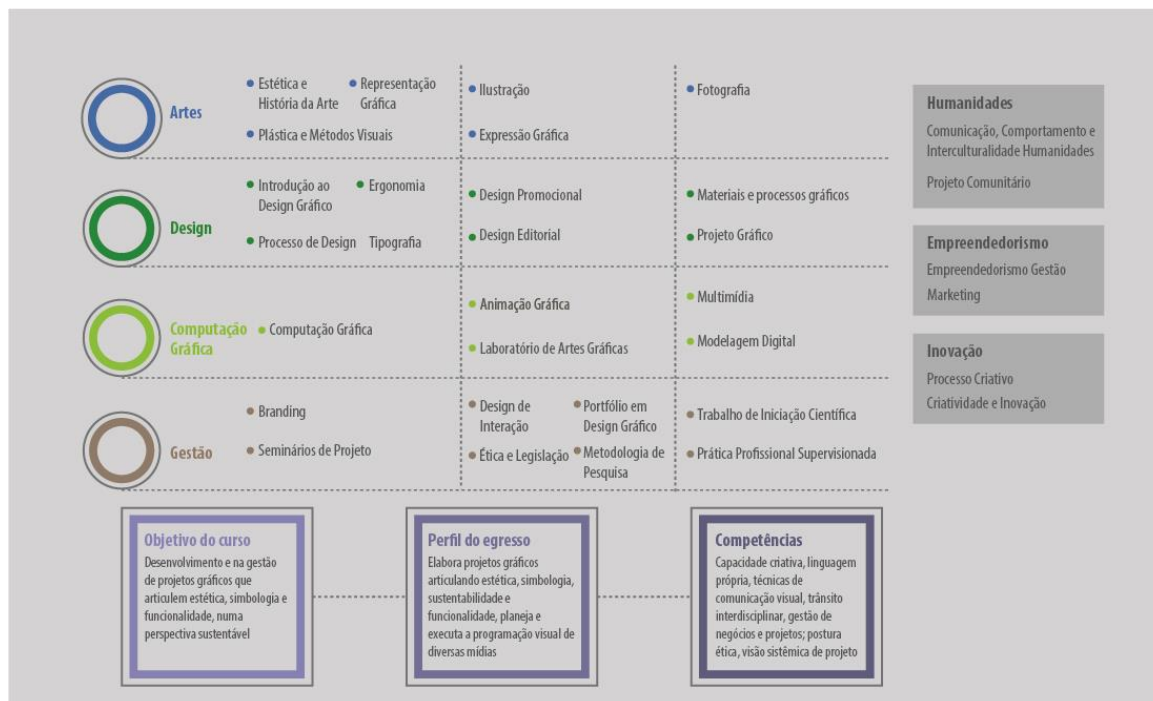 Artes
Estética e
História da Arte
Representação
Gráfica
Plástica e Métodos Visuais
Ilustração
Expressão Gráfica
Fotografia
Design
Introdução ao
Design Gráfico
Ergonomia
Processo de Design Tipografia
Design Promocional
Design Editorial
Materiais e processos gráficos
Projeto Gráfico
Computação
Gráfica
Computação Gráfica
Animação Gráfica
Laboratório de Artes Gráficas
Multimídia
Modelagem Digital
Gestão
Branding
Seminários de Projeto
Design de
Interação
Portfólio em
Design Gráfico
Ética e Legislação
Metodologia de
Pesquisa
Trabalho de Iniciação Científica
Prática Profissional Supervisionada
Humanidades
Comunicação, Comportamento e
Interculturalidade Humanidades
Projeto Comunitário
Empreendedorismo
Empreendedorismo Gestão
Marketing
Inovação
Processo Criativo
Criatividade e Inovação
Objetivo do curso
Desenvolvimento e na gestão
de projetos gráficos que
articulem estética, simbologia e
funcionalidade, numa
perspectiva sustentável
Perfil do egresso
Elabora projetos gráficos
articulando estética, simbologia,
sustentabilidade e
funcionalidade, planeja e
executa a programação visual de
diversas mídias
Competências
Capacidade criativa, linguagem
própria, técnicas de
comunicação visual, trânsito
interdisciplinar, gestão de
negócios e projetos; postura
ética, visão sistêmica de projeto